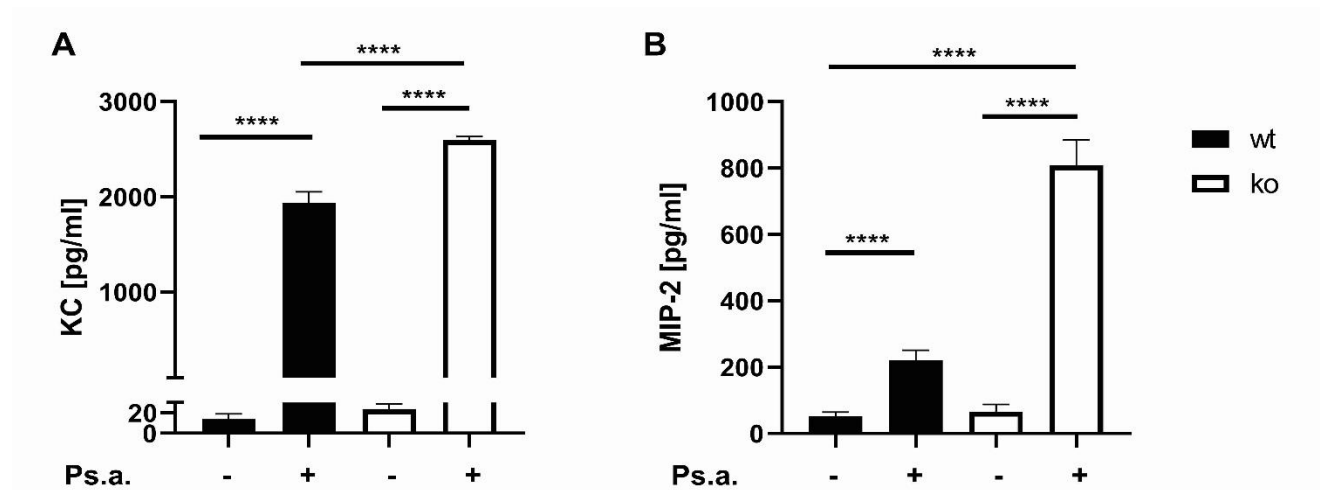 A
B
****
****
****
****
3000
2000
1000
20
0
KC [pg/ml]
****
****
****
1000
800
600
400
200
0
MIP-2 [pg/ml]
wt
ko
Ps.a. - + - +
Ps.a. - + - +